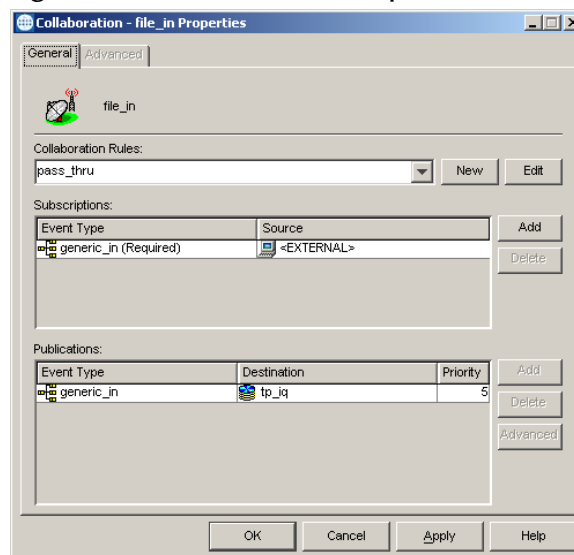 Collaboration - file_in Properties
General Advanced
file_in
Collaboration Rules:
pass_thru New Edit
Subscriptions:
Event Type Source Add
generic_in (Required) <EXTERNAL> Delete
Publications:
Event Type Destination Priority Add
generic_in tp_iq 5 Delete
Advanced
OK Cancel Apply Help